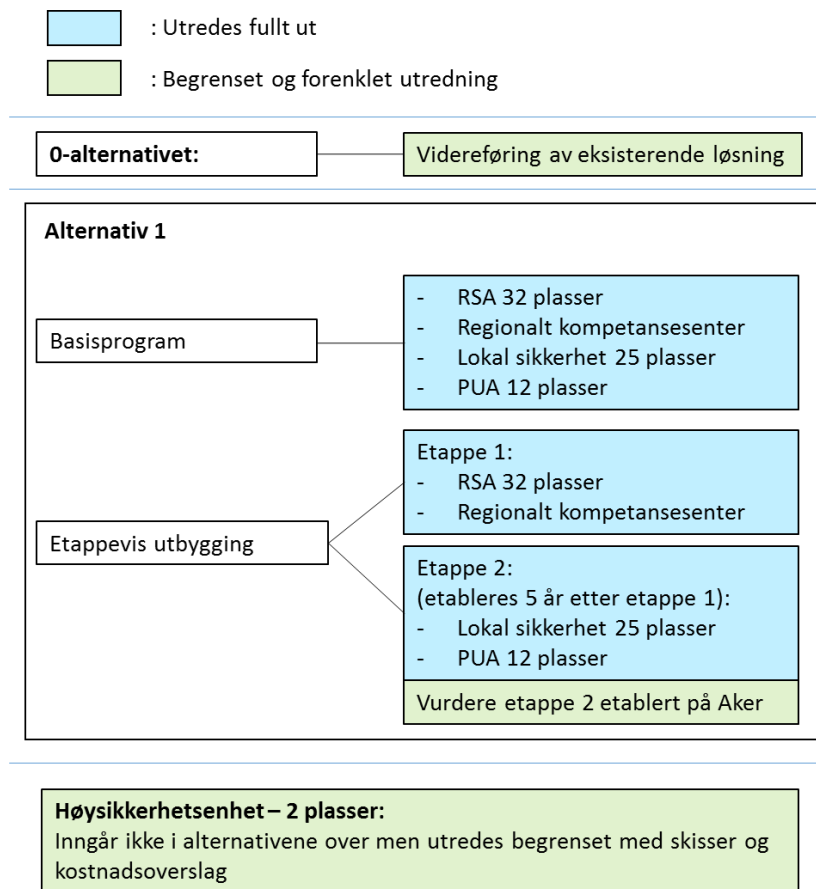 : Utredes fullt ut
: Begrenset og forenklet utredning
0-alternativet:
Videreføring av eksisterende løsning
Alternativ 1
Basisprogram
- RSA 32 plasser
- Regionalt kompetansesenter
- Lokal sikkerhet 25 plasser
- PUA 12 plasser
Etappevis utbygging
Etappe 1:
- RSA 32 plasser
- Regionalt kompetansesenter
Etappe 2:
(etableres 5 år etter etappe 1):
- Lokal sikkerhet 25 plasser
- PUA 12 plasser
Vurdere etappe 2 etablert på Aker
Høysikkerhetsenhet – 2 plasser:
Inngår ikke i alternativene over men utredes begrenset med skisser og
kostnadsoverslag